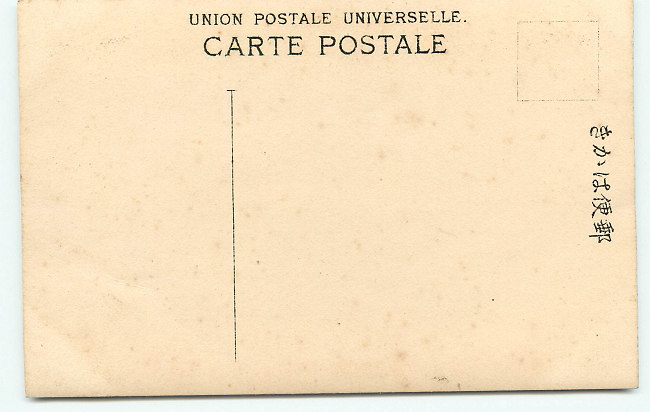 UNION POSTALE UNIVERSELLE.
CARTE POSTALE
きかは便郵